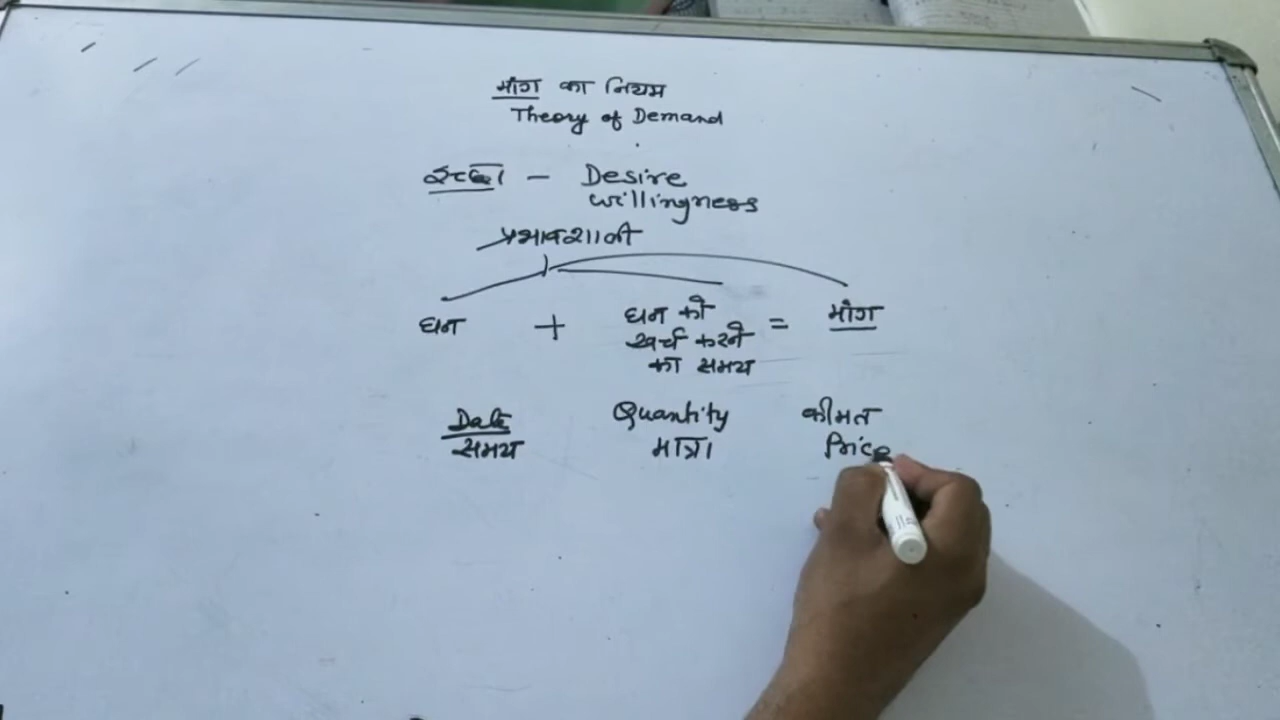 माँग का नियम
Theory of Demand
इच्छा - Desire
willingness
प्रभावशाली
धन + धन को = माँग
खर्च करने
का समय
Date Quantity कीमत
समय मात्रा Price